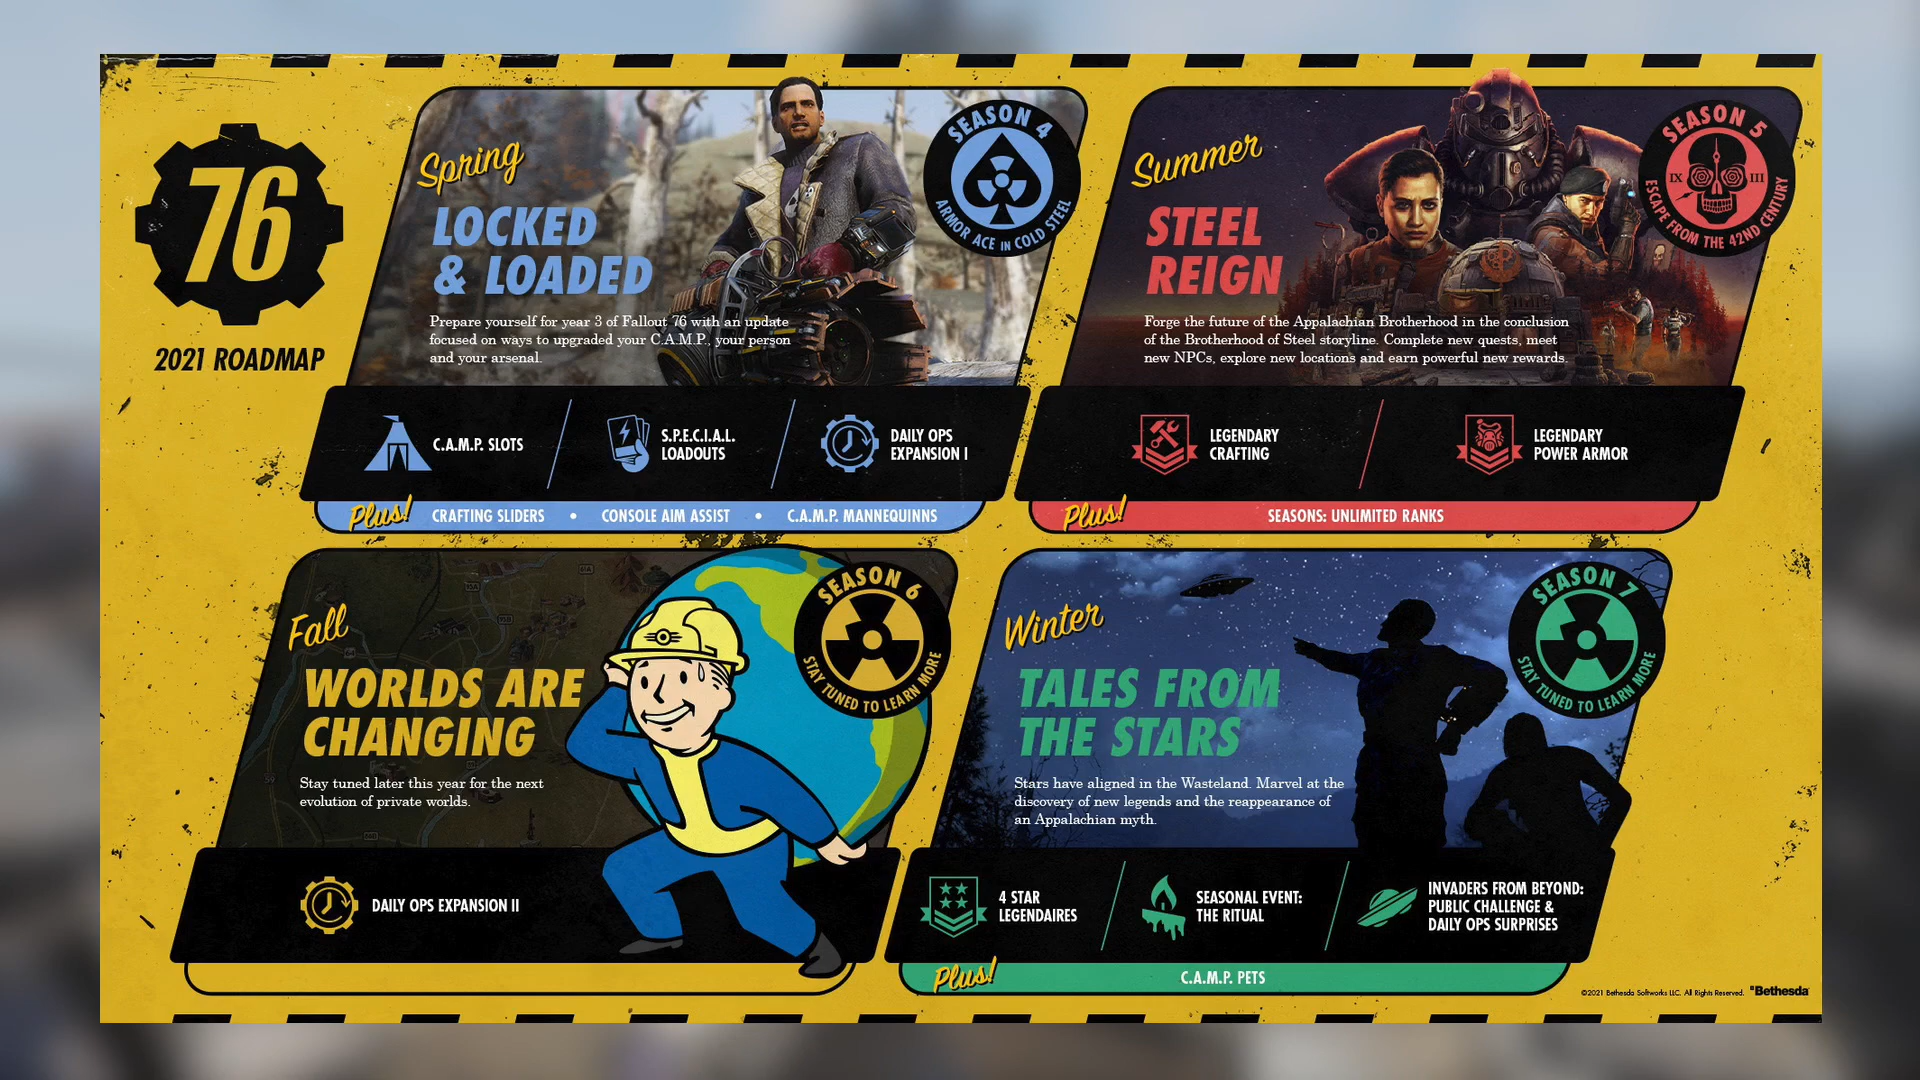 76
2021 ROADMAP
Spring
LOCKED
& LOADED
Prepare yourself for year 3 of Fallout 76 with an update
focused on ways to upgraded your C.A.M.P., your person
and your arsenal.
SEASON 4
ARMOR ACE IN COLD STEEL
C.A.M.P. SLOTS
S.P.E.C.I.A.L.
LOADOUTS
DAILY OPS
EXPANSION I
Plus!
CRAFTING SLIDERS • CONSOLE AIM ASSIST • C.A.M.P. MANNEQUINNS
Summer
STEEL
REIGN
Forge the future of the Appalachian Brotherhood in the conclusion
of the Brotherhood of Steel storyline. Complete new quests, meet
new NPCs, explore new locations and earn powerful new rewards.
SEASON 5
IX III
ESCAPE FROM THE 42ND CENTURY
LEGENDARY
CRAFTING
LEGENDARY
POWER ARMOR
Plus!
SEASONS: UNLIMITED RANKS
Fall
WORLDS ARE
CHANGING
Stay tuned later this year for the next
evolution of private worlds.
SEASON 6
STAY TUNED TO LEARN MORE
DAILY OPS EXPANSION II
Winter
TALES FROM
THE STARS
Stars have aligned in the Wasteland. Marvel at the
discovery of new legends and the reappearance of
an Appalachian myth.
SEASON 7
STAY TUNED TO LEARN MORE
4 STAR
LEGENDAIRES
SEASONAL EVENT:
THE RITUAL
INVADERS FROM BEYOND:
PUBLIC CHALLENGE &
DAILY OPS SURPRISES
Plus!
C.A.M.P. PETS
©2021 Bethesda Softworks LLC. All Rights Reserved.
Bethesda